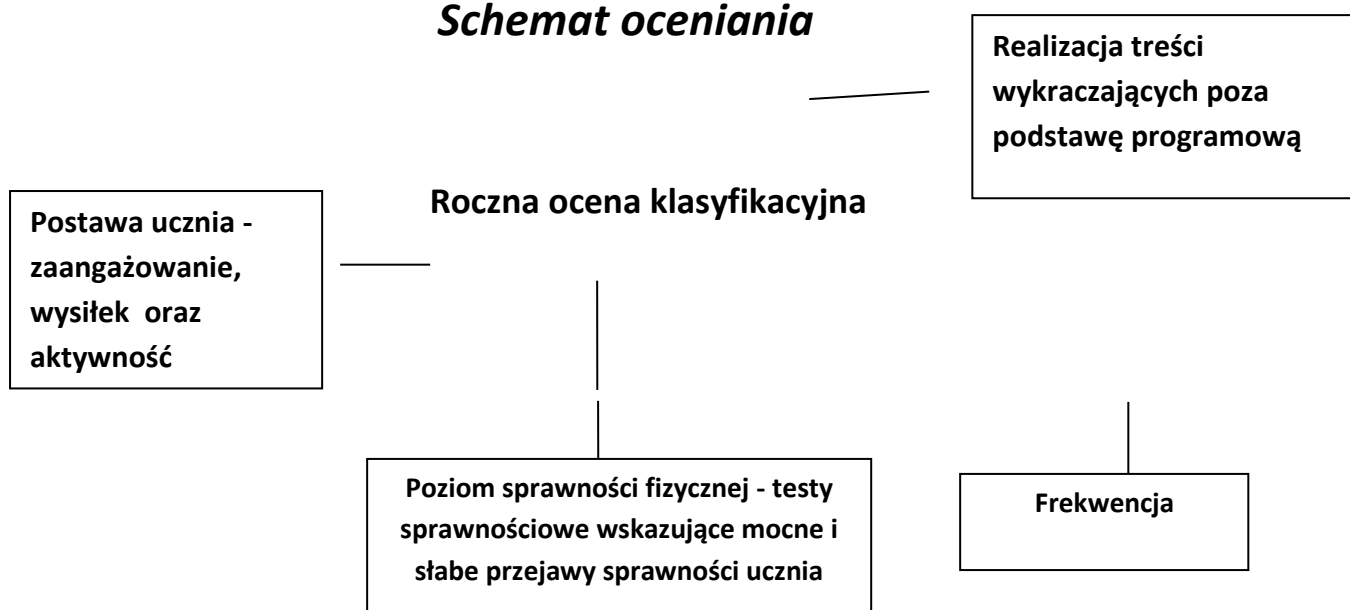 Schemat oceniania
Realizacja treści
wykraczających poza
podstawę programową
Roczna ocena klasyfikacyjna
Postawa ucznia -
zaangażowanie,
wysiłek oraz
aktywność
Poziom sprawności fizycznej - testy
sprawnościowe wskazujące mocne i
słabe przejawy sprawności ucznia
Frekwencja